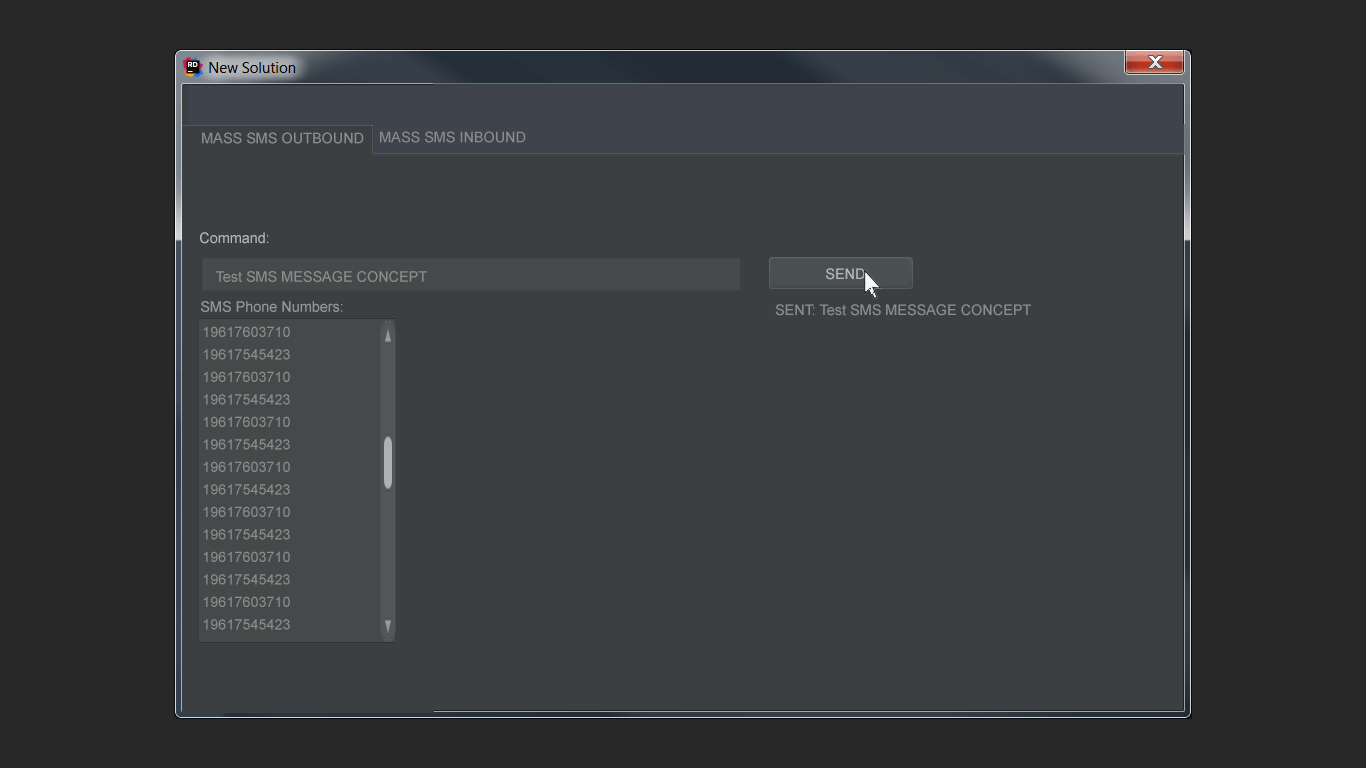 RD
New Solution
X
MASS SMS OUTBOUND
MASS SMS INBOUND
Command:
Test SMS MESSAGE CONCEPT
SEND
SMS Phone Numbers:
SENT: Test SMS MESSAGE CONCEPT
19617603710
19617545423
19617603710
19617545423
19617603710
19617545423
19617603710
19617545423
19617603710
19617545423
19617603710
19617545423
19617603710
19617545423